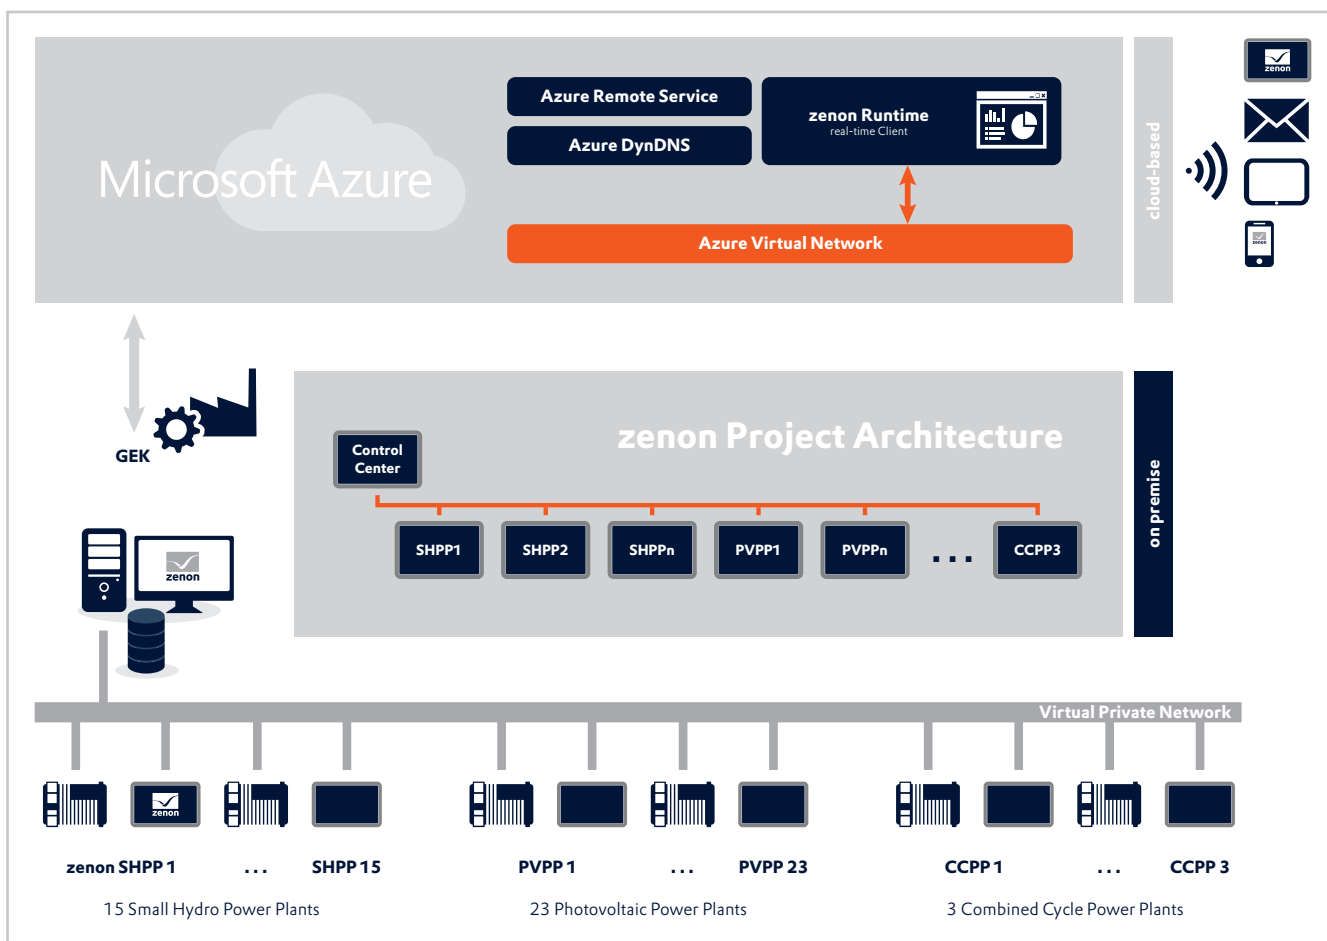 Microsoft Azure
Azure Remote Service
Azure DynDNS
zenon Runtime
real-time Client
Azure Virtual Network
cloud-based
zenon
zenon
GEK
zenon Project Architecture
Control
Center
SHPP1
SHPP2
SHPPn
PVPP1
PVPPn
...
CCPP3
on premise
zenon
Virtual Private Network
zenon
zenon SHPP 1
...
SHPP 15
PVPP 1
...
PVPP 23
CCPP 1
...
CCPP 3
15 Small Hydro Power Plants
23 Photovoltaic Power Plants
3 Combined Cycle Power Plants